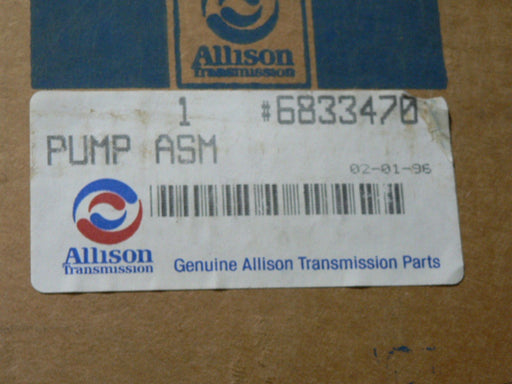 Allison
Transmission
1 #6833470
PUMP ASM
02-01-96
Allison
Transmission
Genuine Allison Transmission Parts